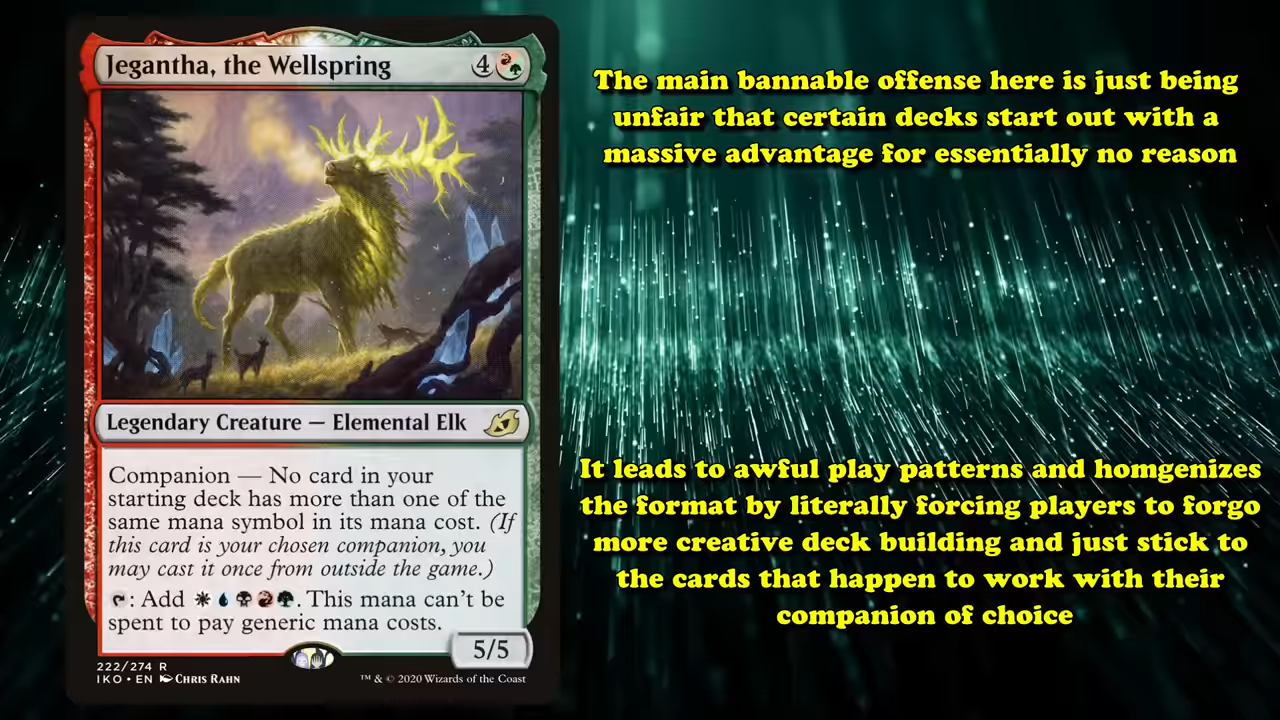 Jegantha, the Wellspring 4
The main bannable offense here is just being
unfair that certain decks start out with a
massive advantage for essentially no reason
Legendary Creature — Elemental Elk
Companion — No card in your
starting deck has more than one of the
same mana symbol in its mana cost. (If
this card is your chosen companion, you
may cast it once from outside the game.)
: Add . This mana can't be
spent to pay generic mana costs.
5/5
222/274 R
IKO • EN CHRIS RAHN
™ & © 2020 Wizards of the Coast
It leads to awful play patterns and homgenizes
the format by literally forcing players to forgo
more creative deck building and just stick to
the cards that happen to work with their
companion of choice